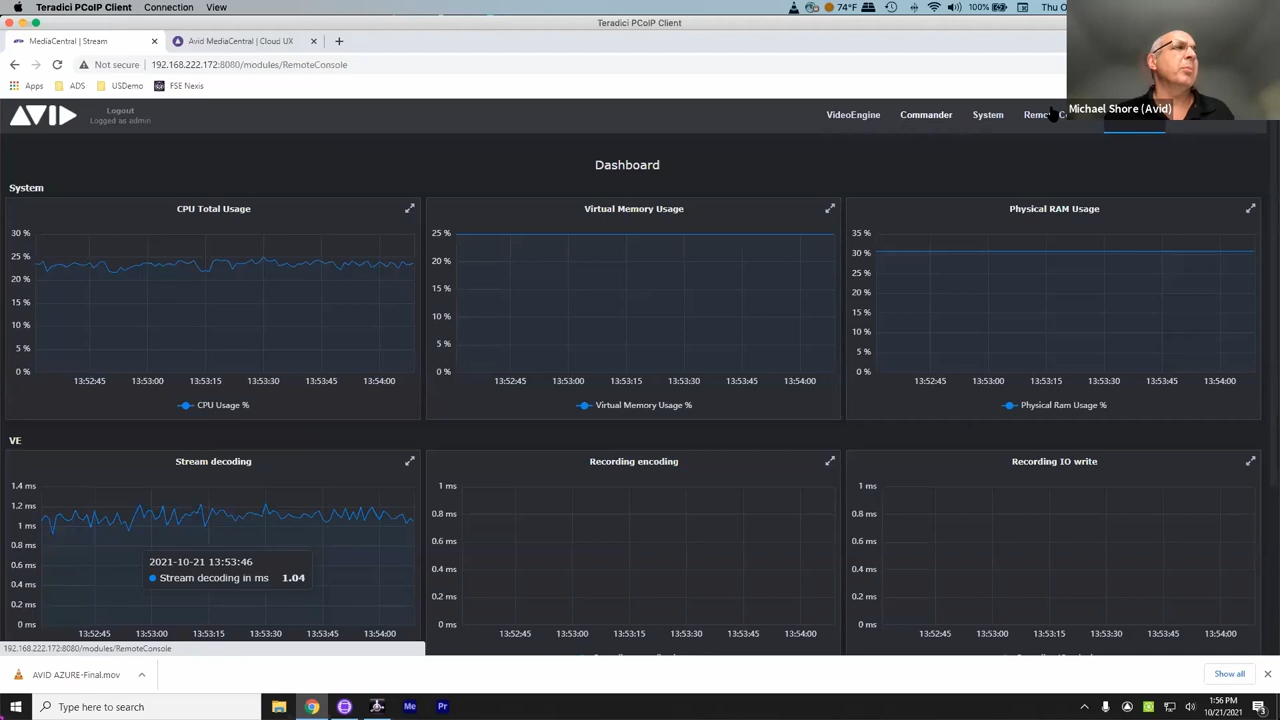 Teradici PCoIP Client Connection View
74°F
100%
Thu O
Teradici PCoIP Client
MediaCentral | Stream
Avid MediaCentral | Cloud UX
Not secure 192.168.222.172:8080/modules/RemoteConsole
Apps ADS USDemo FSE Nexis
AVID
Logout
Logged as admin
VideoEngine Commander System
Michael Shore (Avid)
Dashboard
System
CPU Total Usage
30 %
25 %
20 %
15 %
10 %
5 %
0 %
13:52:45 13:53:00 13:53:15 13:53:30 13:53:45 13:54:00
CPU Usage %
Virtual Memory Usage
25 %
20 %
15 %
10 %
5 %
0 %
13:52:45 13:53:00 13:53:15 13:53:30 13:53:45 13:54:00
Virtual Memory Usage %
Physical RAM Usage
35 %
30 %
25 %
20 %
15 %
10 %
5 %
0 %
13:52:45 13:53:00 13:53:15 13:53:30 13:53:45 13:54:00
Physical Ram Usage %
VE
Stream decoding
1.4 ms
1.2 ms
1 ms
0.8 ms
0.6 ms
0.4 ms
0.2 ms
0 ms
2021-10-21 13:53:46
Stream decoding in ms 1.04
13:52:45 13:53:00 13:53:15 13:53:30 13:53:45 13:54:00
Recording encoding
1 ms
0.8 ms
0.6 ms
0.4 ms
0.2 ms
0 ms
13:52:45 13:53:00 13:53:15 13:53:30 13:53:45 13:54:00
Recording IO write
1 ms
0.8 ms
0.6 ms
0.4 ms
0.2 ms
0 ms
13:52:45 13:53:00 13:53:15 13:53:30 13:53:45 13:54:00
192.168.222.172:8080/modules/RemoteConsole
AVID AZURE-Final.mov
Show all
Type here to search
Me
Pr
1:56 PM
10/21/2021
3